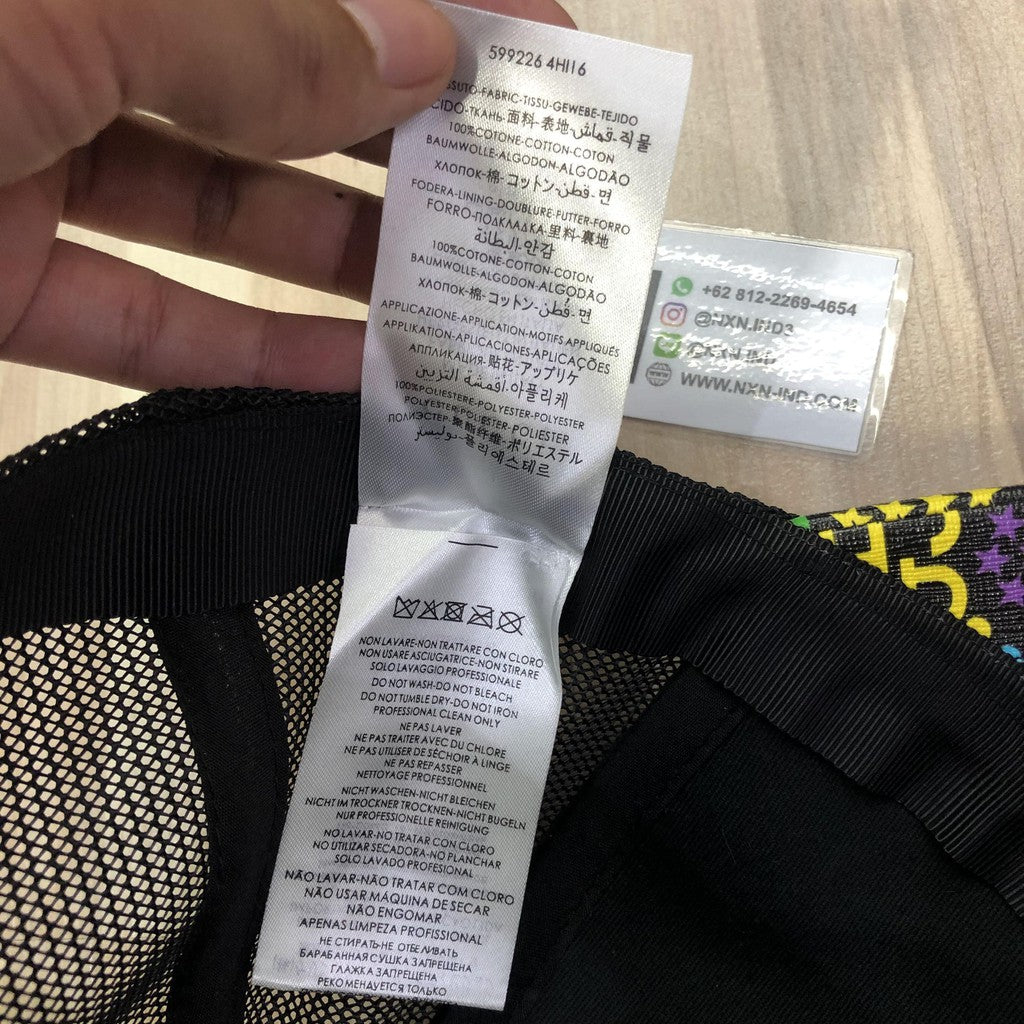 599226 4HI16
SSUTO-FABRIC-TISSU-GEWEBE-TEJIDO
CIDO-ТКАНЬ-面料-表地-قماش-직물
100%COTONE-COTTON-COTON
BAUMWOLLE-ALGODON-ALGODÃO
ХЛОПОК-棉-コットン-قطن-면
FODERA-LINING-DOUBLURE-FUTTER-FORRO
FORRO-ПОДКЛАДКА-里料-裏地
البطانة-안감
100%COTONE-COTTON-COTON
BAUMWOLLE-ALGODON-ALGODÃO
ХЛОПОК-棉-コットン-قطن-면
APPLICAZIONE-APPLICATION-MOTIFS APPLIQUÉS
APPLIKATION-APLICACIONES-APLICAÇÕES
АППЛИКАЦИЯ-贴花-アップリケ
أقمشة التزيين-아플리케
100%POLIESTERE-POLYESTER-POLYESTER
POLYESTER-POLIESTER-POLIESTER
ПОЛИЭСТЕР-聚酯纤维-ポリエステル
بوليستر-폴리에스테르
NON LAVARE-NON TRATTARE CON CLORO
NON USARE ASCIUGATRICE-NON STIRARE
SOLO LAVAGGIO PROFESSIONALE
DO NOT WASH-DO NOT BLEACH
DO NOT TUMBLE DRY-DO NOT IRON
PROFESSIONAL CLEAN ONLY
NE PAS LAVER
NE PAS TRAITER AVEC DU CHLORE
NE PAS UTILISER DE SÉCHOIR À LINGE
NE PAS REPASSER
NETTOYAGE PROFESSIONNEL
NICHT WASCHEN-NICHT BLEICHEN
NICHT IM TROCKNER TROCKNEN-NICHT BUGELN
NUR PROFESSIONELLE REINIGUNG
NO LAVAR-NO TRATAR CON CLORO
NO UTILIZAR SECADORA-NO PLANCHAR
SOLO LAVADO PROFESIONAL
NÃO LAVAR-NÃO TRATAR COM CLORO
NÃO USAR MÁQUINA DE SECAR
NÃO ENGOMAR
APENAS LIMPEZA PROFISSIONAL
НЕ СТИРАТЬ-НЕ ОТБЕЛИВАТЬ
БАРАБАННАЯ СУШКА ЗАПРЕЩЕНА
ГЛАЖКА ЗАПРЕЩЕНА
РЕКОМЕНДУЕТСЯ ТОЛЬКО
+62 812-2269-4654
@NXN.IND3
@NXN-IND
WWW.NXN-IND.COM